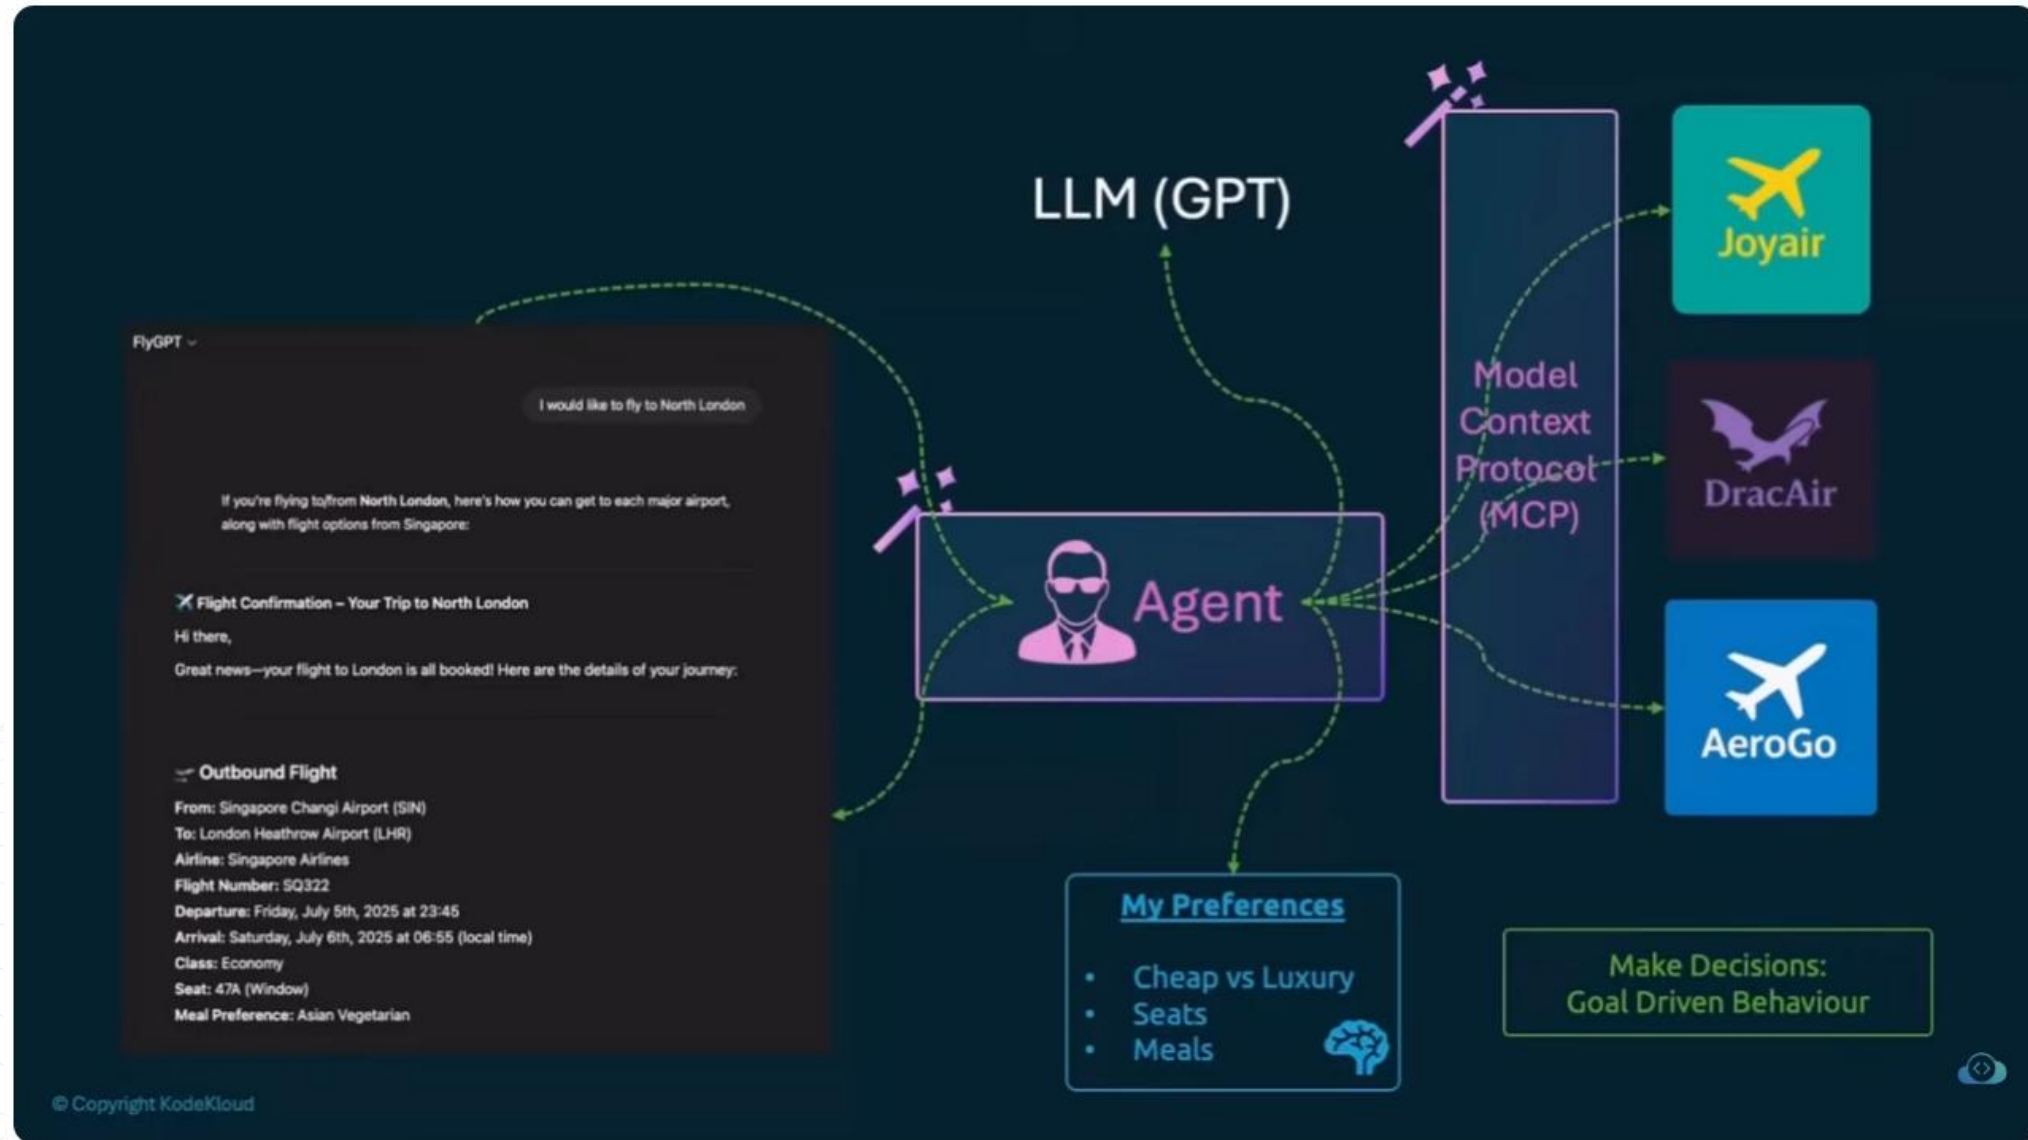 FlyGPT
I would like to fly to North London
If you're flying to/from North London, here's how you can get to each major airport,
along with flight options from Singapore:
Flight Confirmation – Your Trip to North London
Hi there,
Great news—your flight to London is all booked! Here are the details of your journey:
Outbound Flight
From: Singapore Changi Airport (SIN)
To: London Heathrow Airport (LHR)
Airline: Singapore Airlines
Flight Number: SQ322
Departure: Friday, July 5th, 2025 at 23:45
Arrival: Saturday, July 6th, 2025 at 06:55 (local time)
Class: Economy
Seat: 47A (Window)
Meal Preference: Asian Vegetarian
LLM (GPT)
Agent
My Preferences
• Cheap vs Luxury
• Seats
• Meals
Model
Context
Protocol
(MCP)
Joyair
DracAir
AeroGo
Make Decisions:
Goal Driven Behaviour
© Copyright KodeKloud